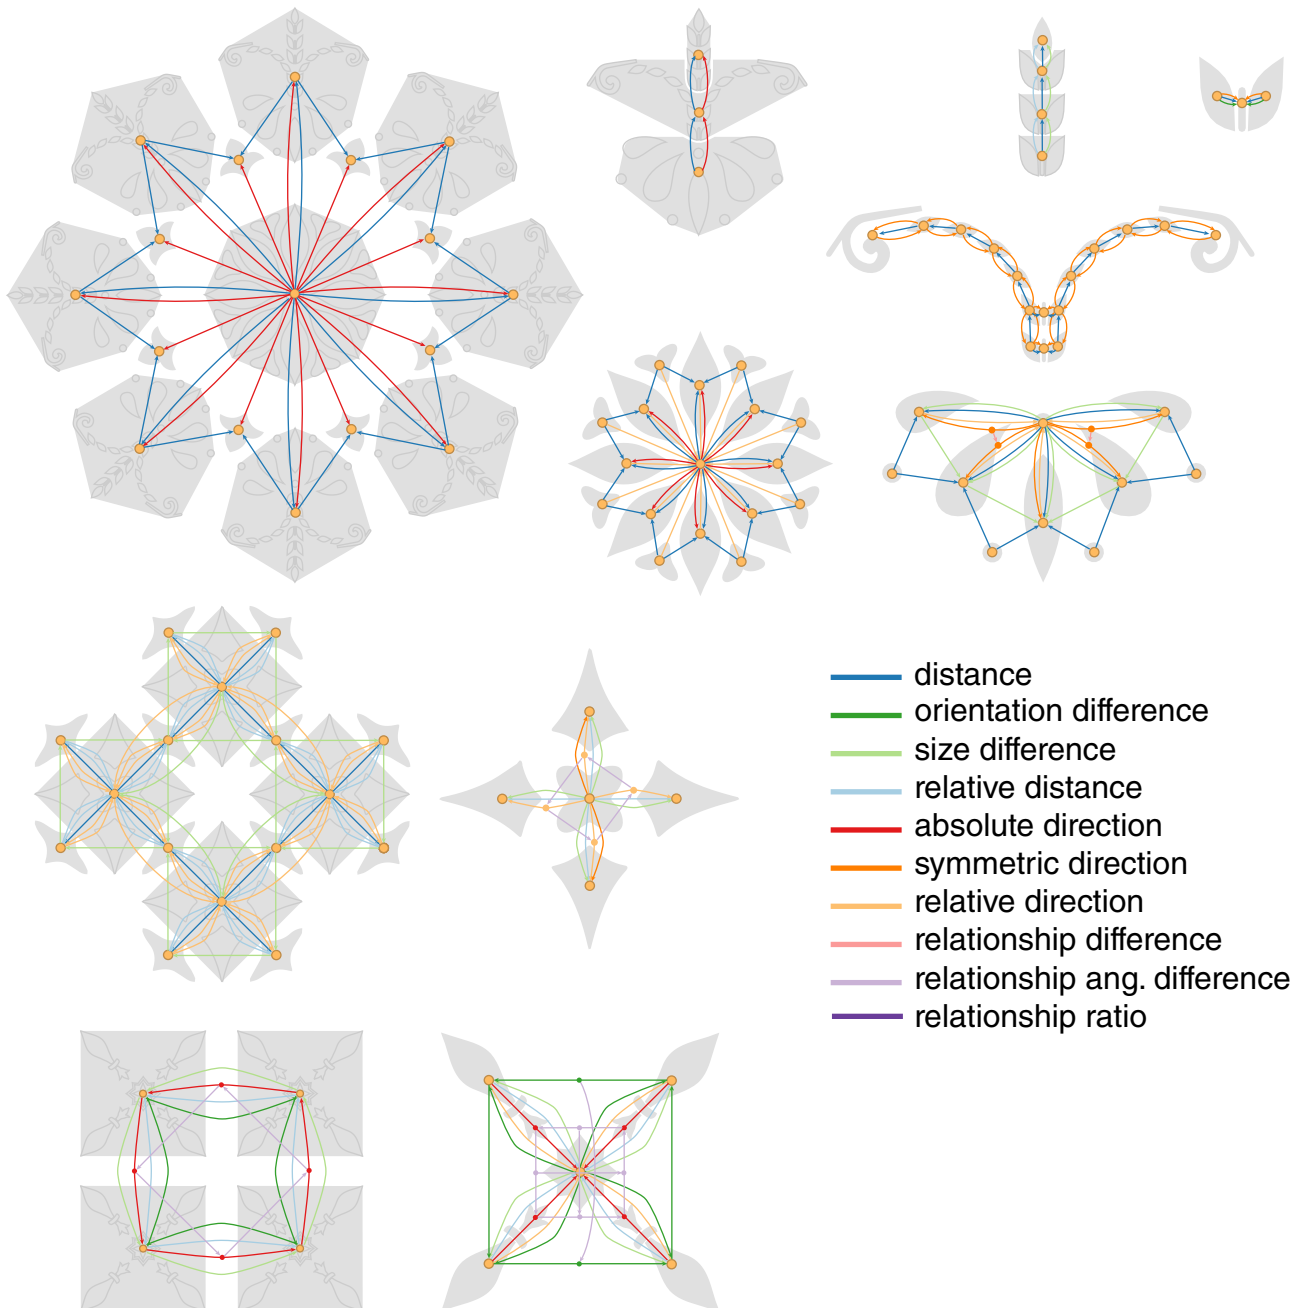 distance
orientation difference
size difference
relative distance
absolute direction
symmetric direction
relative direction
relationship difference
relationship ang. difference
relationship ratio